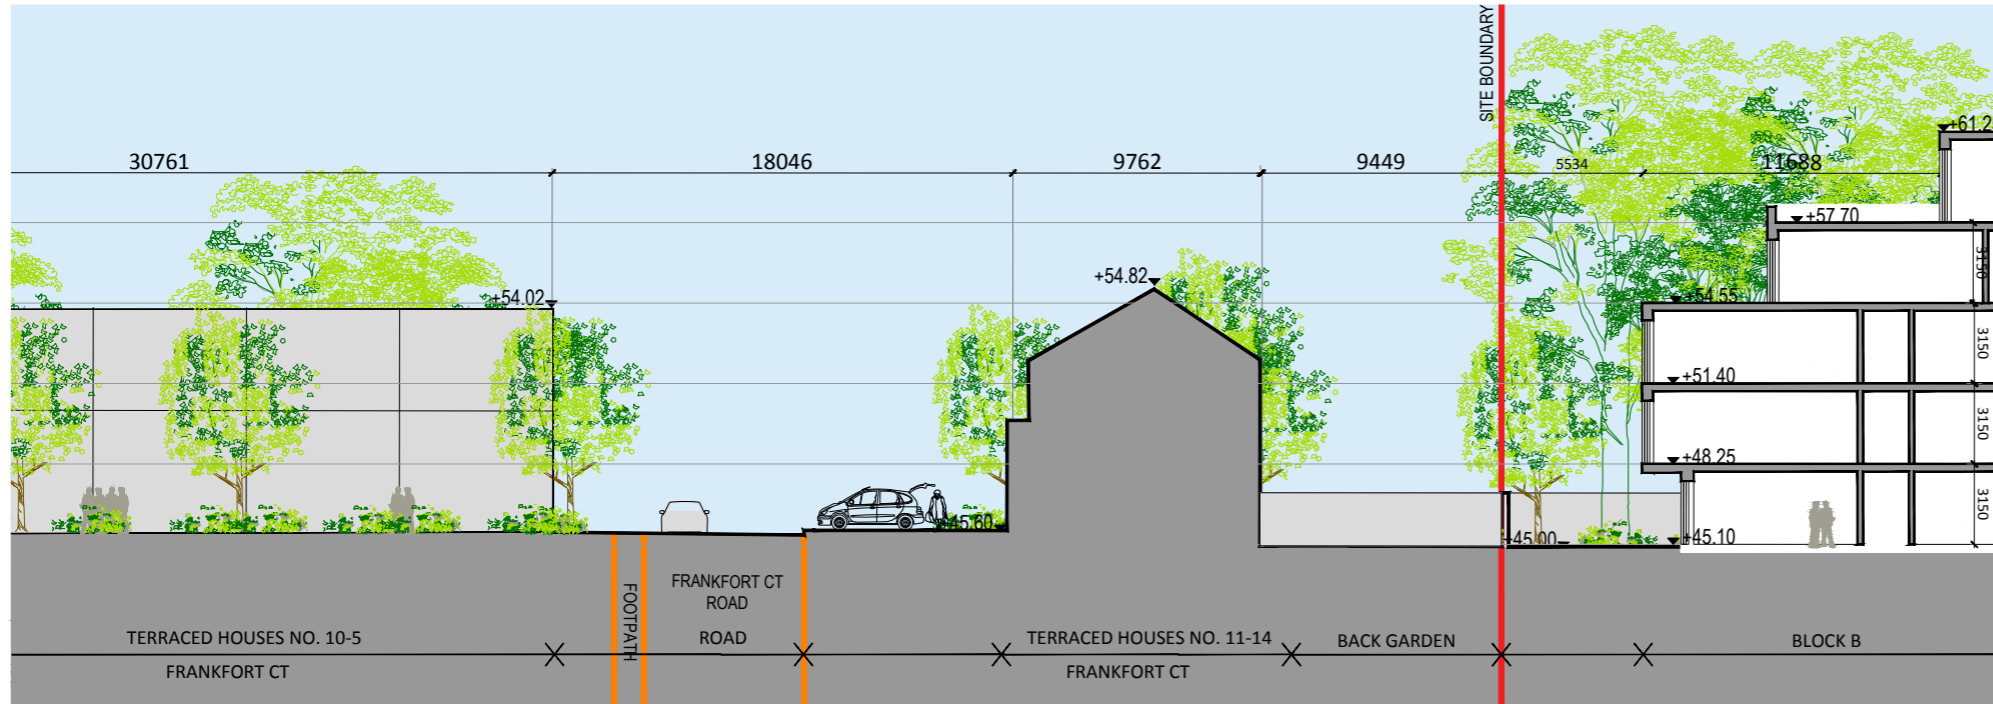 SITE BOUNDARY
+61.2
30761
18046
9762
9449
5534
11688
+57.70
3150
+54.82
+54.02
+54.55
3150
+51.40
3150
+48.25
3150
+45.60
+45.00
+45.10
FOOTPATH
FRANKFORT CT
ROAD
TERRACED HOUSES NO. 10-5
ROAD
TERRACED HOUSES NO. 11-14
BACK GARDEN
BLOCK B
FRANKFORT CT
FRANKFORT CT